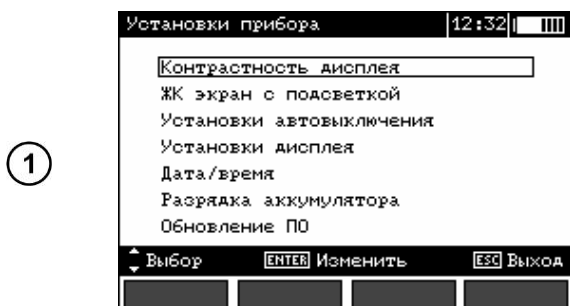 Установки прибора 12:32
Контрастность дисплея
ЖК экран с подсветкой
Установки автовыключения
1
Установки дисплея
Дата/время
Разрядка аккумулятора
Обновление ПО
Выбор ENTER Изменить ESC Выход